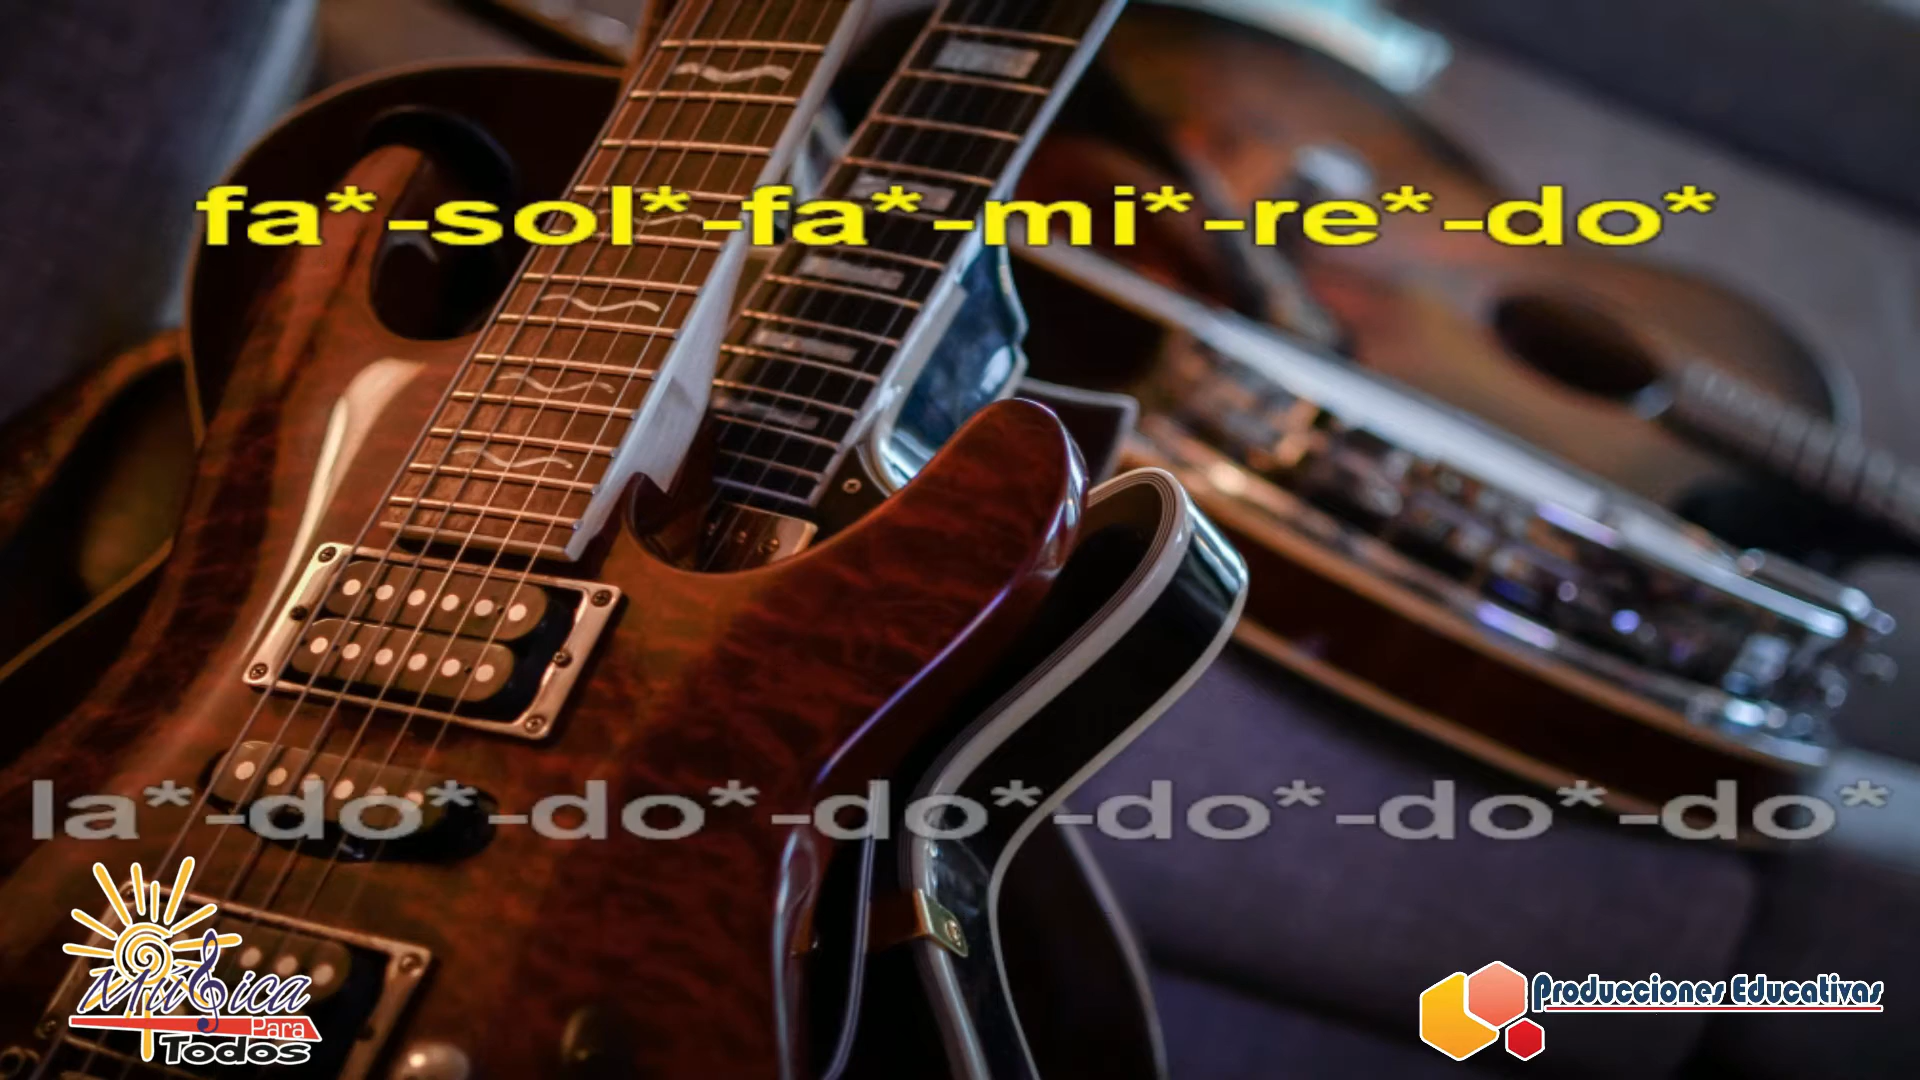 fa*-sol*-fa*-mi*-re*-do*
la*-do*-do*-do*-do*-do*-do*
Música
Para
Todos
Producciones Educativas